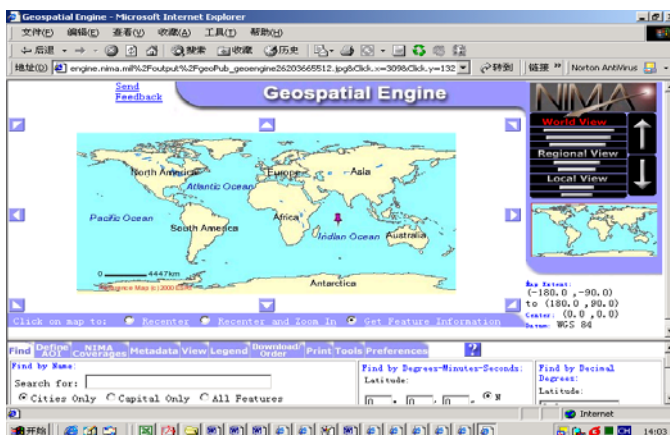 Geospatial Engine - Microsoft Internet Explorer
文件(F) 编辑(E) 查看(V) 收藏(A) 工具(T) 帮助(H)
后退 搜索 收藏 历史
地址(D) engine.nima.mil%2Foutput%2FgeoPub_geoengine26203665512.jpg&Click.x=309&Click.y=132 转到 链接 » Norton AntiVirus
Send
Feedback
Geospatial Engine
NIMA
World View
Regional View
Local View
North America
Europe
Asia
Atlantic Ocean
Pacific Ocean
Africa
South America
Indian Ocean
Australia
0 4447km
Antarctica
Map Extent:
(-180.0 ,-90.0)
to (180.0 ,90.0)
Center: (0.0 ,0.0)
Datum: WGS 84
Click on map to: Recenter Recenter and Zoom In Get Feature Information
Find Define AOI NIMA Coverages Metadata View Legend Download/Order Print Tools Preferences ?
Find by Name:
Search for:
Cities Only Capital Only All Features
Find by Degrees-Minutes-Seconds:
Latitude:
0 0 0 N
Find by Decimal
Degrees:
Latitude:
Internet
开始 CH 14:03